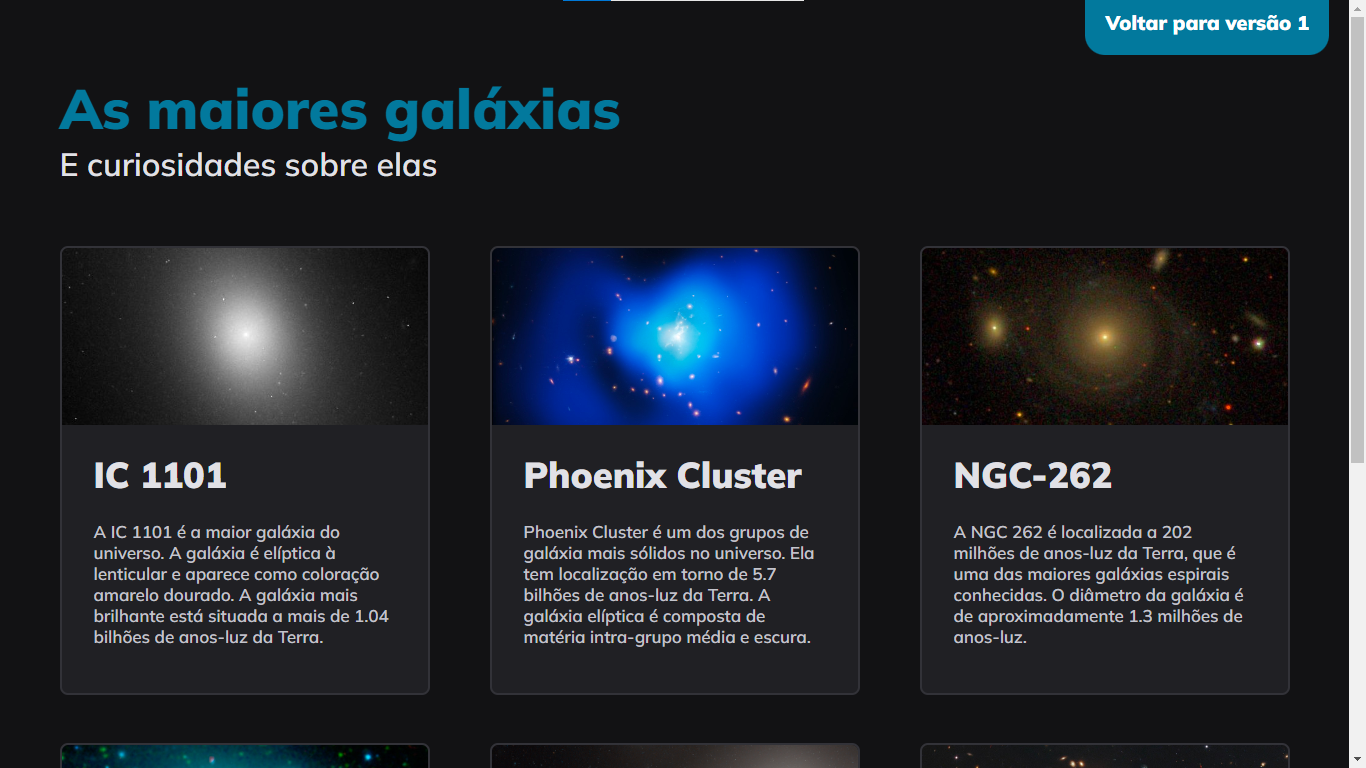 Voltar para versão 1
As maiores galáxias
E curiosidades sobre elas
IC 1101
A IC 1101 é a maior galáxia do
universo. A galáxia é elíptica à
lenticular e aparece como coloração
amarelo dourado. A galáxia mais
brilhante está situada a mais de 1.04
bilhões de anos-luz da Terra.
Phoenix Cluster
Phoenix Cluster é um dos grupos de
galáxia mais sólidos no universo. Ela
tem localização em torno de 5.7
bilhões de anos-luz da Terra. A
galáxia elíptica é composta de
matéria intra-grupo média e escura.
NGC-262
A NGC 262 é localizada a 202
milhões de anos-luz da Terra, que é
uma das maiores galáxias espirais
conhecidas. O diâmetro da galáxia é
de aproximadamente 1.3 milhões de
anos-luz.